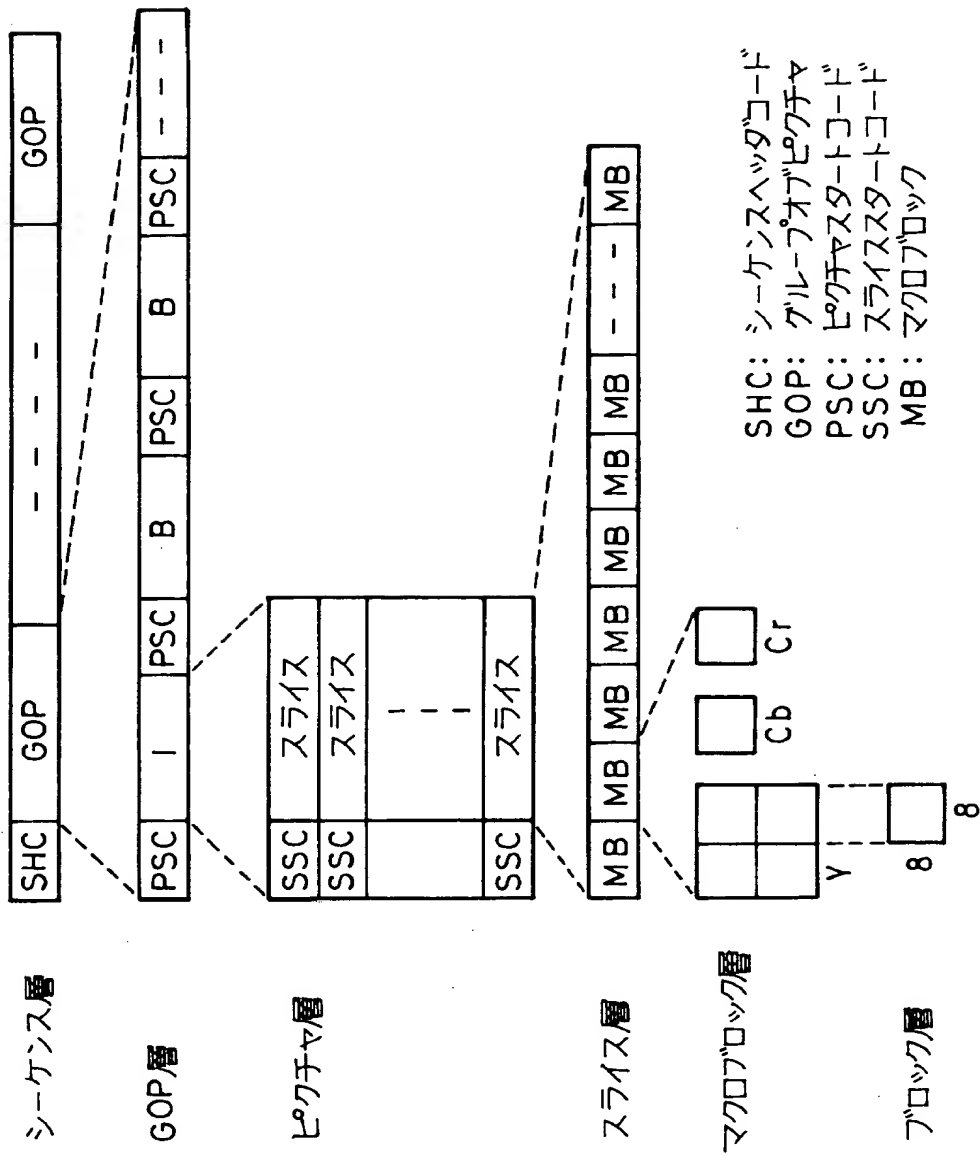 シーケンス層
SHC GOP - - - - GOP
GOP層
PSC I PSC B PSC B PSC - - -
ピクチャ層
SSC スライス
SSC スライス
- - - -
SSC スライス
スライス層
MB MB MB MB MB MB MB - - - MB
マクロブロック層
Y Cb Cr
ブロック層
8
8
SHC: シーケンスヘッダコード
GOP: グループオブピクチャ
PSC: ピクチャスタートコード
SSC: スライススタートコード
MB: マクロブロック